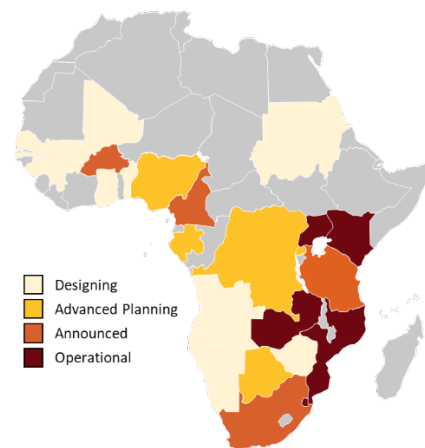 Designing
Advanced Planning
Announced
Operational